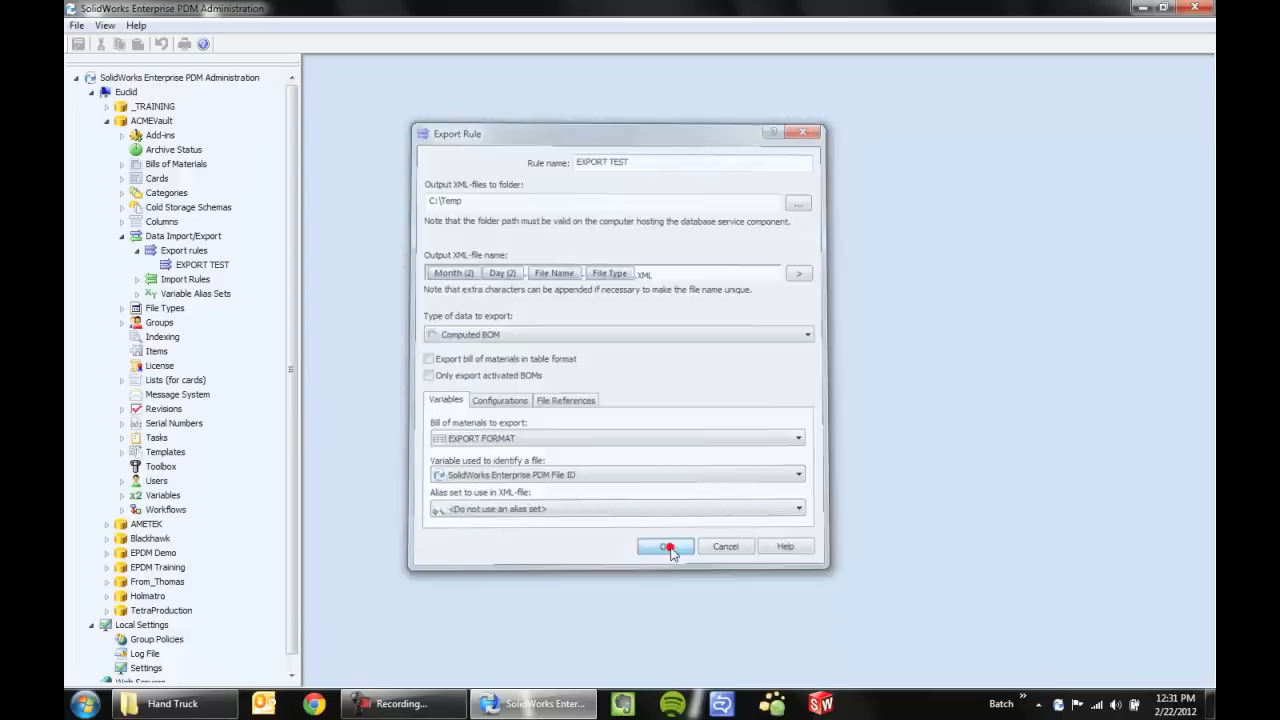 SolidWorks Enterprise PDM Administration
File View Help
SolidWorks Enterprise PDM Administration
Euclid
_TRAINING
ACMEVault
Add-ins
Archive Status
Bills of Materials
Cards
Categories
Cold Storage Schemas
Columns
Data Import/Export
Export rules
EXPORT TEST
Import Rules
Variable Alias Sets
File Types
Groups
Indexing
Items
License
Lists (for cards)
Message System
Revisions
Serial Numbers
Tasks
Templates
Toolbox
Users
Variables
Workflows
AMETEK
Blackhawk
EPDM Demo
EPDM Training
From_Thomas
Holmatro
TetraProduction
Local Settings
Group Policies
Log File
Settings
Export Rule
Rule name: EXPORT TEST
Output XML-files to folder:
C:\Temp
...
Note that the folder path must be valid on the computer hosting the database service component.
Output XML-file name:
Month (2) Day (2) File Name File Type .XML >
Note that extra characters can be appended if necessary to make the file name unique.
Type of data to export:
Computed BOM
Export bill of materials in table format
Only export activated BOMs
Variables Configurations File References
Bill of materials to export:
EXPORT FORMAT
Variable used to identify a file:
SolidWorks Enterprise PDM File ID
Alias set to use in XML-file:
<Do not use an alias set>
Cancel Help
Hand Truck Recording... SolidWorks Enter... Batch » 12:31 PM
2/22/2012